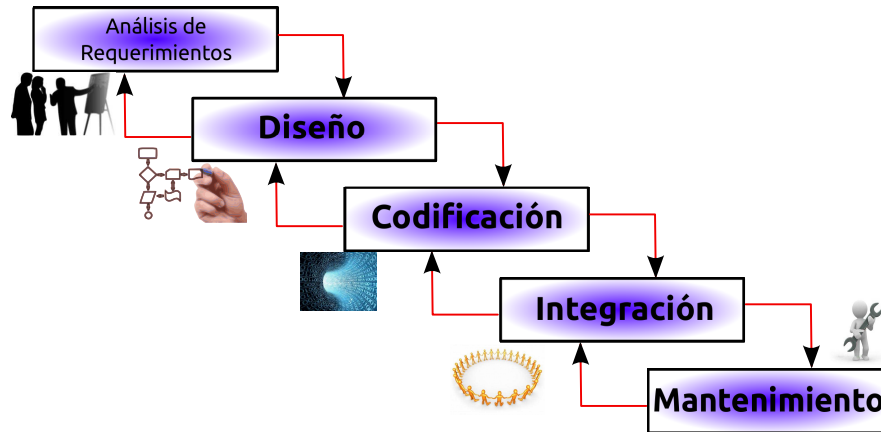 Análisis de
Requerimientos
Diseño
Codificación
Integración
Mantenimiento